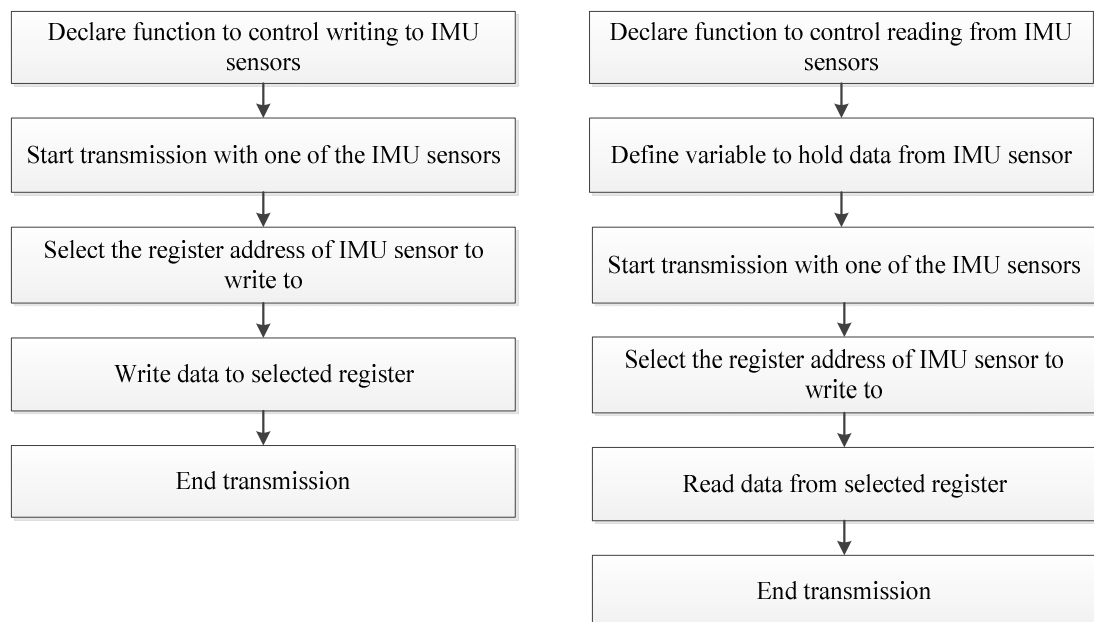 Declare function to control writing to IMU
sensors
Start transmission with one of the IMU sensors
Select the register address of IMU sensor to
write to
Write data to selected register
End transmission
Declare function to control reading from IMU
sensors
Define variable to hold data from IMU sensor
Start transmission with one of the IMU sensors
Select the register address of IMU sensor to
write to
Read data from selected register
End transmission